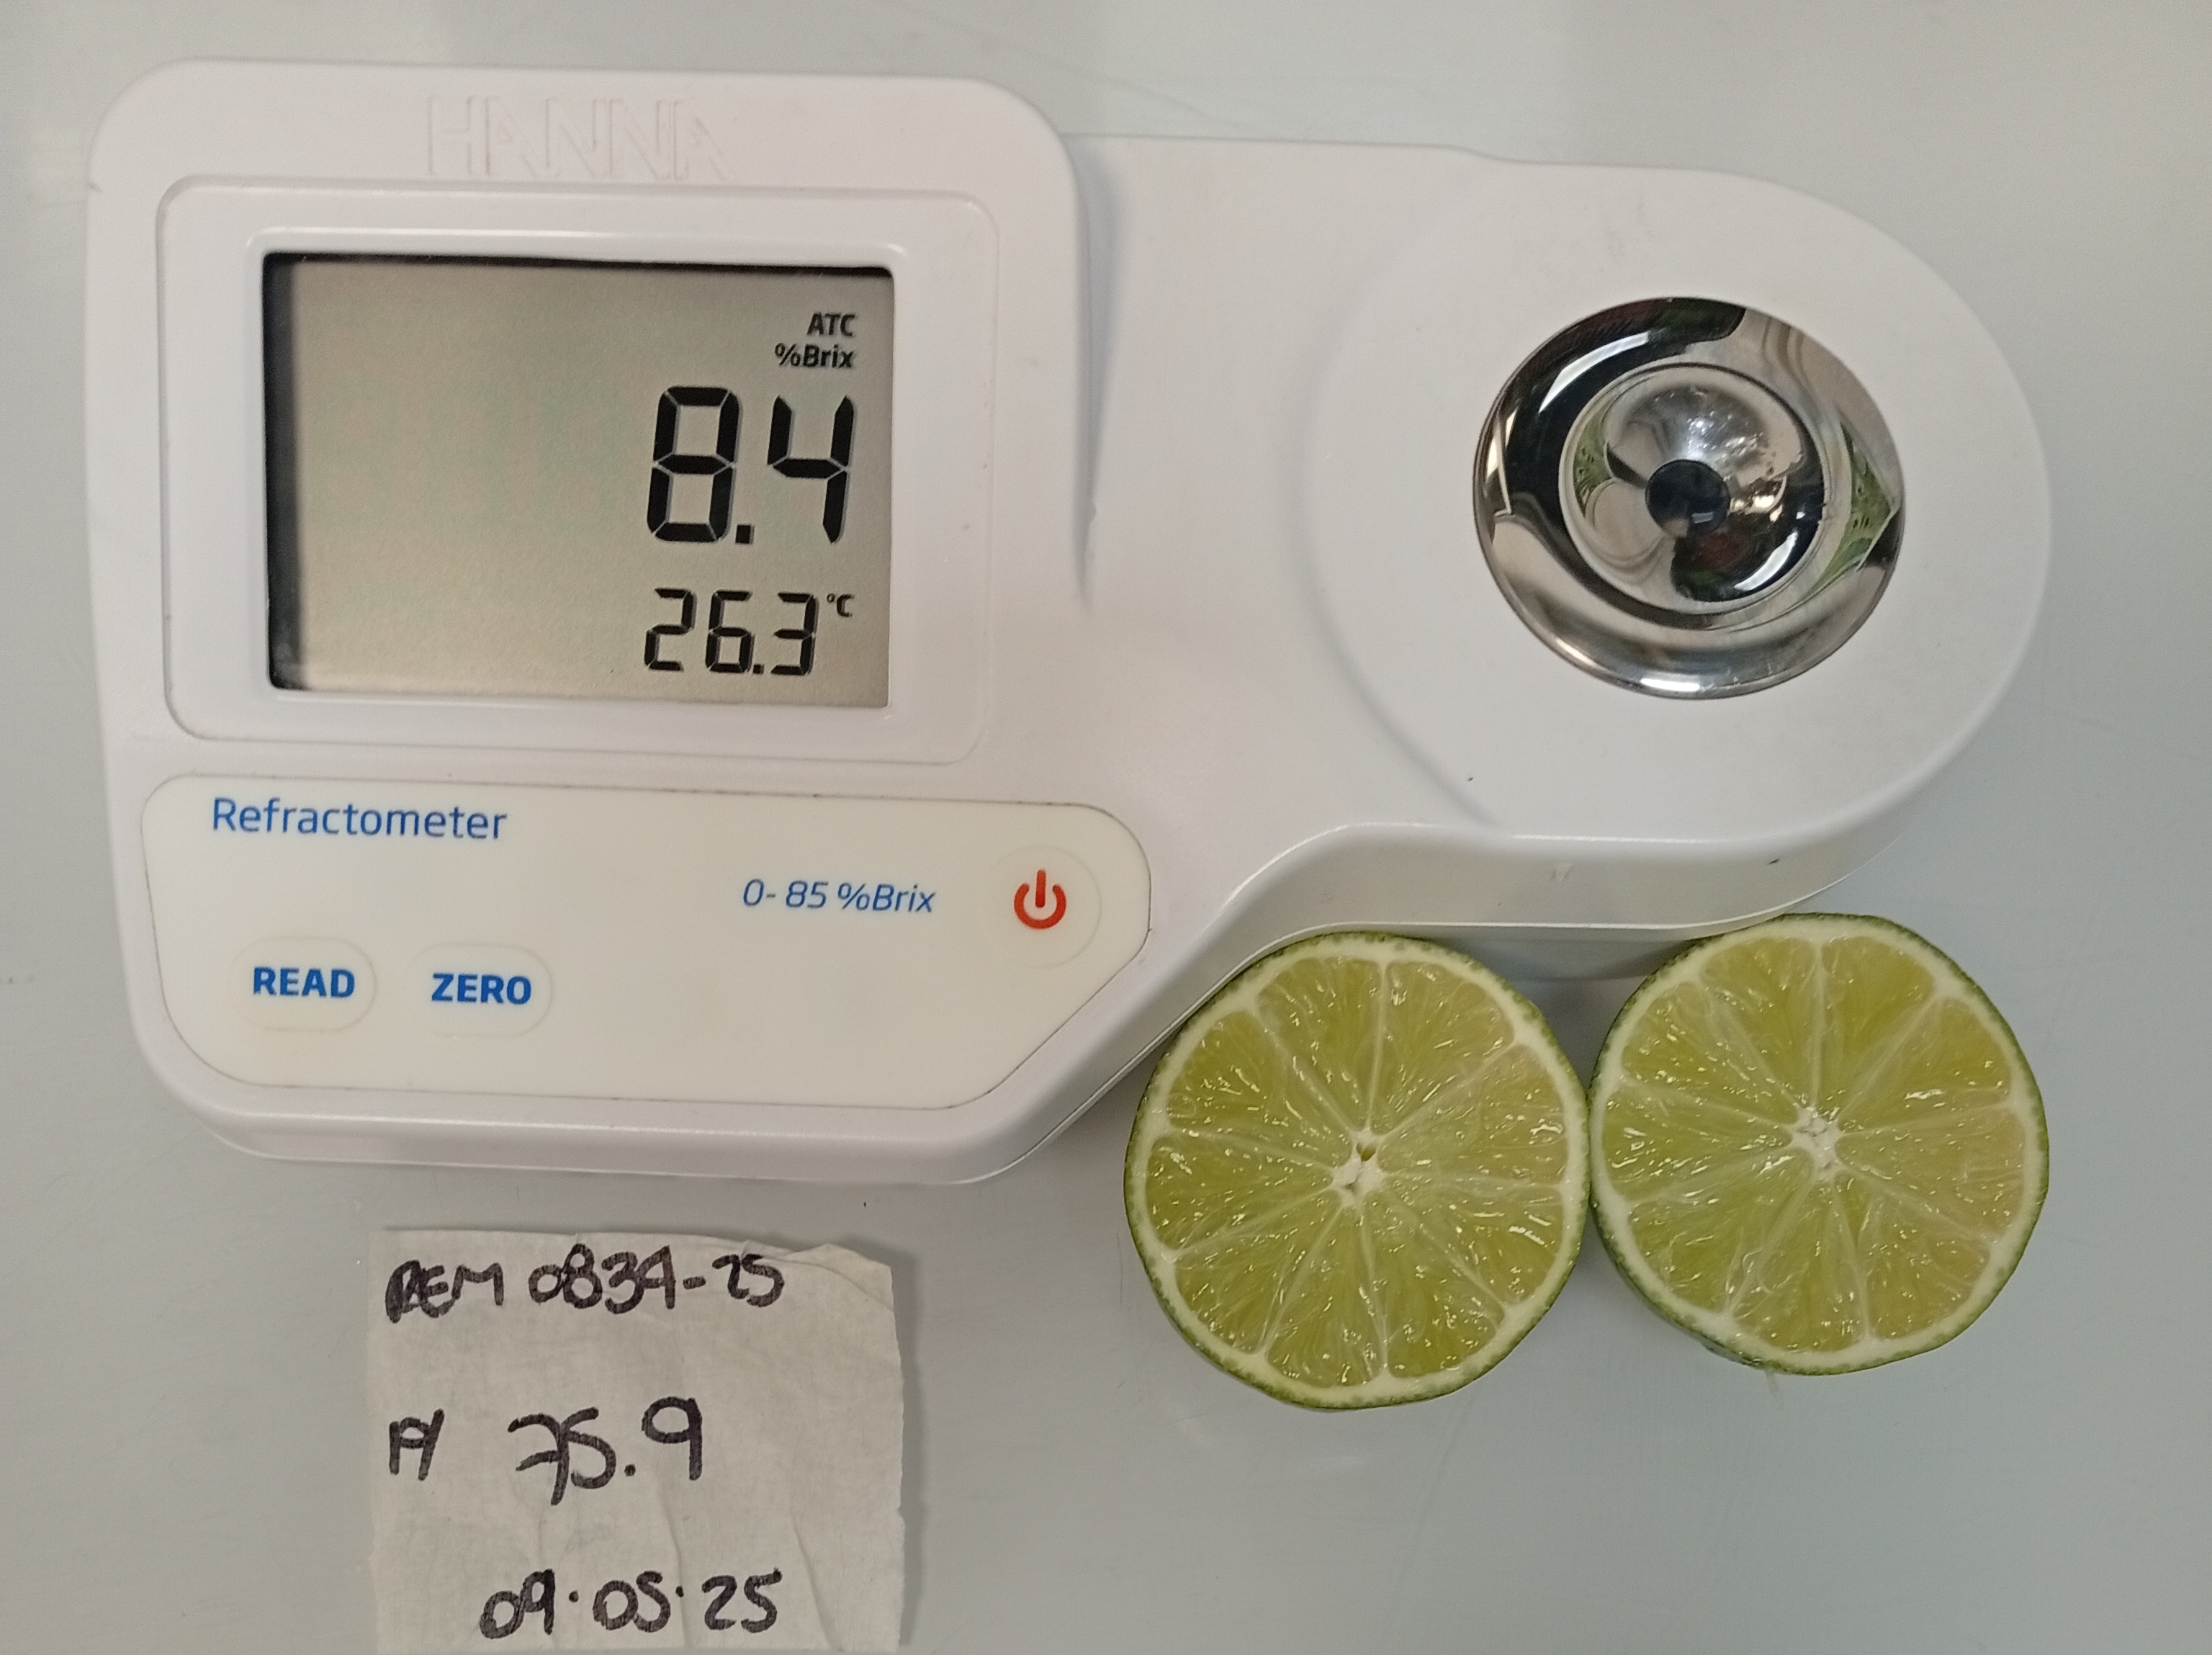 HANNA
ATC
%Brix
8.4
26.3 °C
Refractometer
0-85 %Brix
READ ZERO
REM 0834-25
75.9
09.05.25